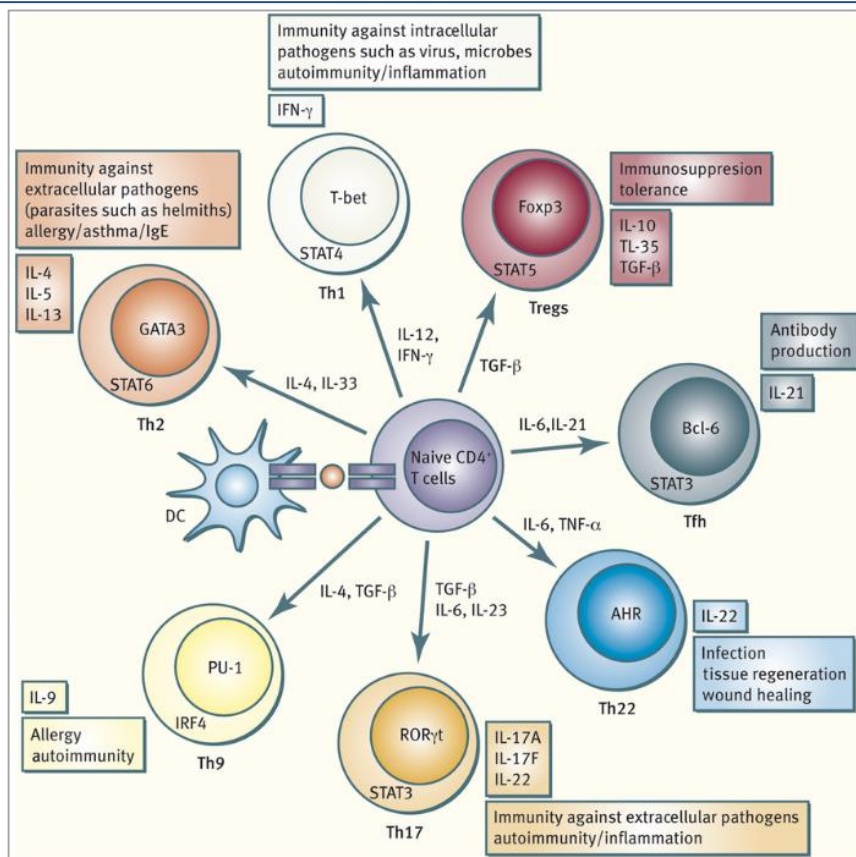 Immunity against intracellular
pathogens such as virus, microbes
autoimmunity/inflammation
IFN-γ
T-bet
STAT4
Th1
Immunity against
extracellular pathogens
(parasites such as helmiths)
allergy/asthma/IgE
IL-4
IL-5
IL-13
GATA3
STAT6
Th2
Foxp3
STAT5
Tregs
Immunosuppresion
tolerance
IL-10
TL-35
TGF-β
IL-12,
IFN-γ
TGF-β
IL-4, IL-33
Antibody
production
IL-21
Bcl-6
STAT3
Tfh
IL-6,IL-21
Naive CD4⁺
T cells
DC
IL-6, TNF-α
IL-4, TGF-β
TGF-β
IL-6, IL-23
AHR
Th22
IL-22
Infection
tissue regeneration
wound healing
PU-1
IRF4
Th9
IL-9
Allergy
autoimmunity
RORγt
STAT3
Th17
IL-17A
IL-17F
IL-22
Immunity against extracellular pathogens
autoimmunity/inflammation